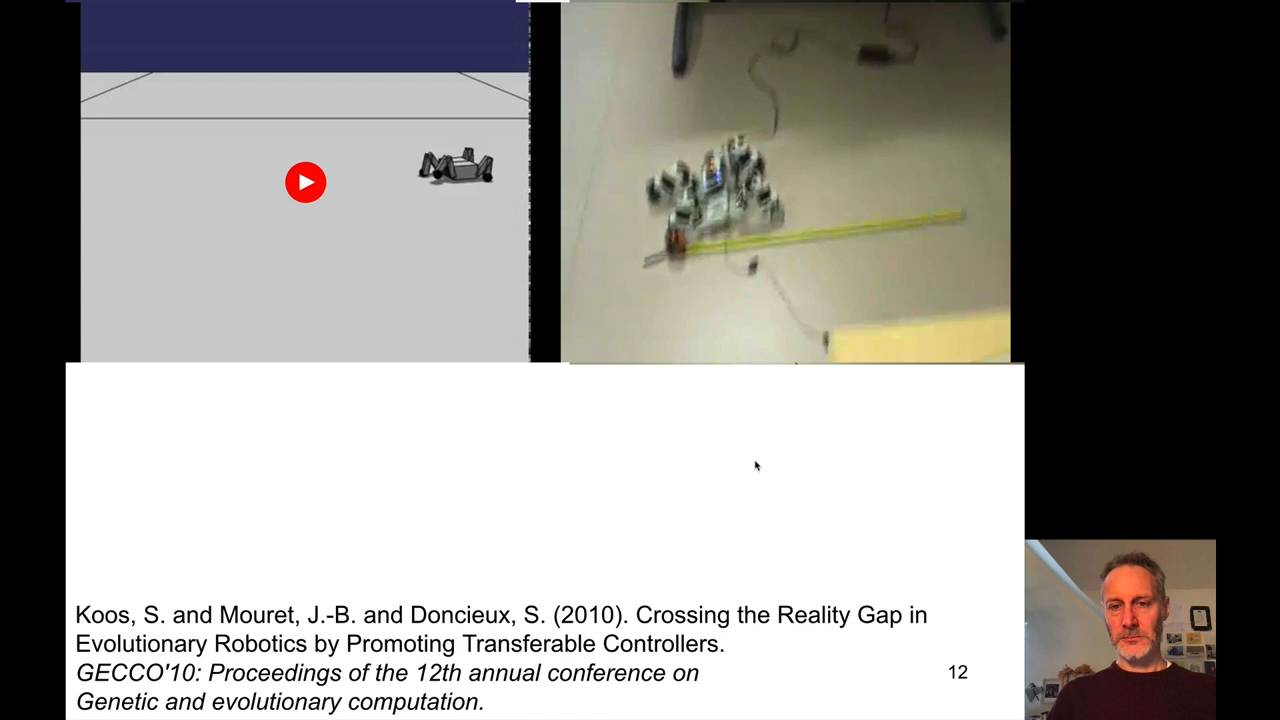 Koos, S. and Mouret, J.-B. and Doncieux, S. (2010). Crossing the Reality Gap in
Evolutionary Robotics by Promoting Transferable Controllers.
GECCO'10: Proceedings of the 12th annual conference on
Genetic and evolutionary computation.
12